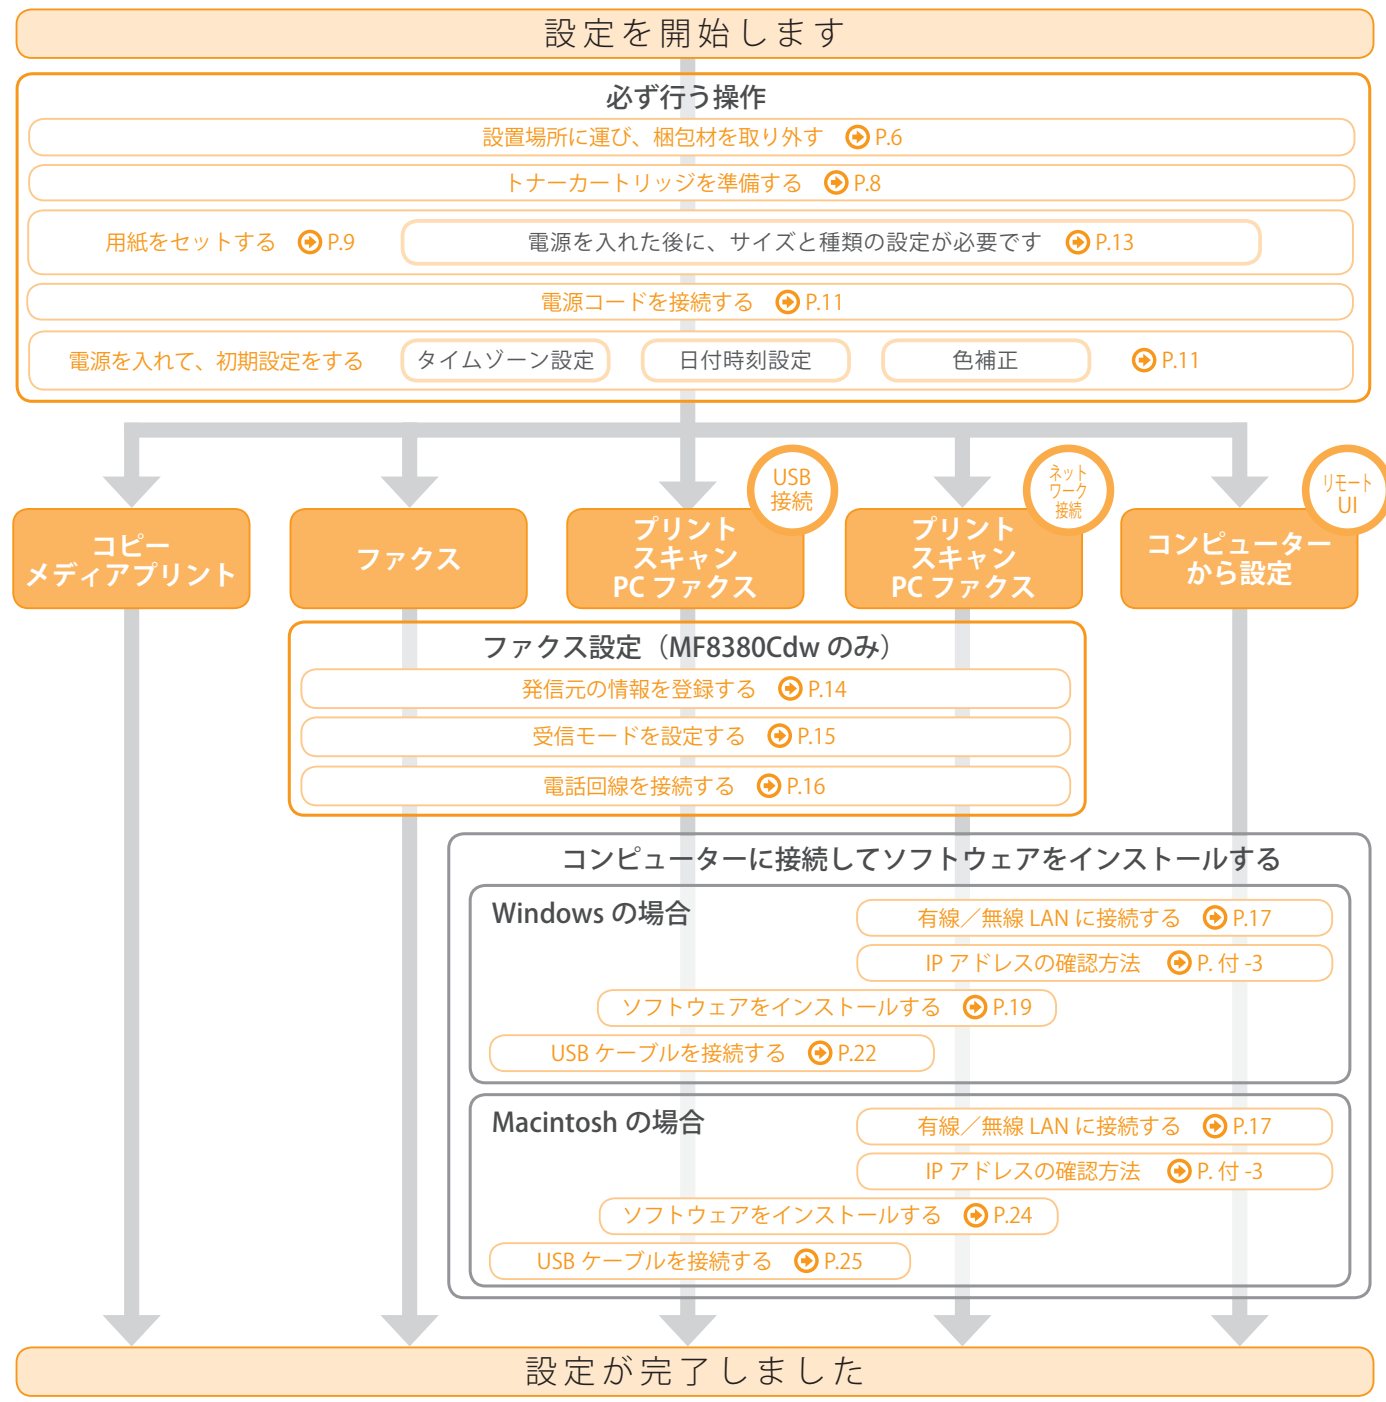 設定を開始します
必ず行う操作
設置場所に運び、梱包材を取り外す P.6
トナーカートリッジを準備する P.8
用紙をセットする P.9 電源を入れた後に、サイズと種類の設定が必要です P.13
電源コードを接続する P.11
電源を入れて、初期設定をする タイムゾーン設定 日付時刻設定 色補正 P.11
コピー
メディアプリント
ファクス
USB
接続
プリント
スキャン
PC ファクス
ネット
ワーク
接続
プリント
スキャン
PC ファクス
リモート
UI
コンピューター
から設定
ファクス設定（MF8380Cdw のみ）
発信元の情報を登録する P.14
受信モードを設定する P.15
電話回線を接続する P.16
コンピューターに接続してソフトウェアをインストールする
Windows の場合
有線／無線 LAN に接続する P.17
IP アドレスの確認方法 P. 付 -3
ソフトウェアをインストールする P.19
USB ケーブルを接続する P.22
Macintosh の場合
有線／無線 LAN に接続する P.17
IP アドレスの確認方法 P. 付 -3
ソフトウェアをインストールする P.24
USB ケーブルを接続する P.25
設定が完了しました